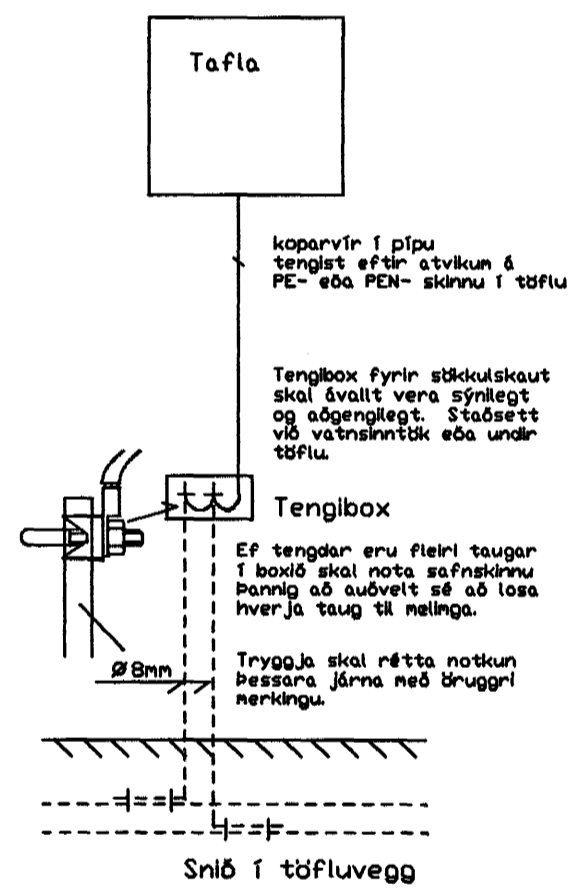 Tafla
koparvír í pípu
tengist eftir atvikum á
PE- eða PEN- skinnu í töflu
Tengibox fyrir sökkulskaut
skal ávallt vera sýnilegt
og aðgengilegt. Staðsett
við vatnsinntök eða undir
töflu.
Tengibox
Ef tengdar eru fleiri taugar
í boxið skal nota safnskinnu
Þannig að auðvelt sé að losa
hverja taug til mælinga.
Ø 8mm
Tryggja skal rétta notkun
Þessara járna með öruggri
merkingu.
Snið í töfluvegg